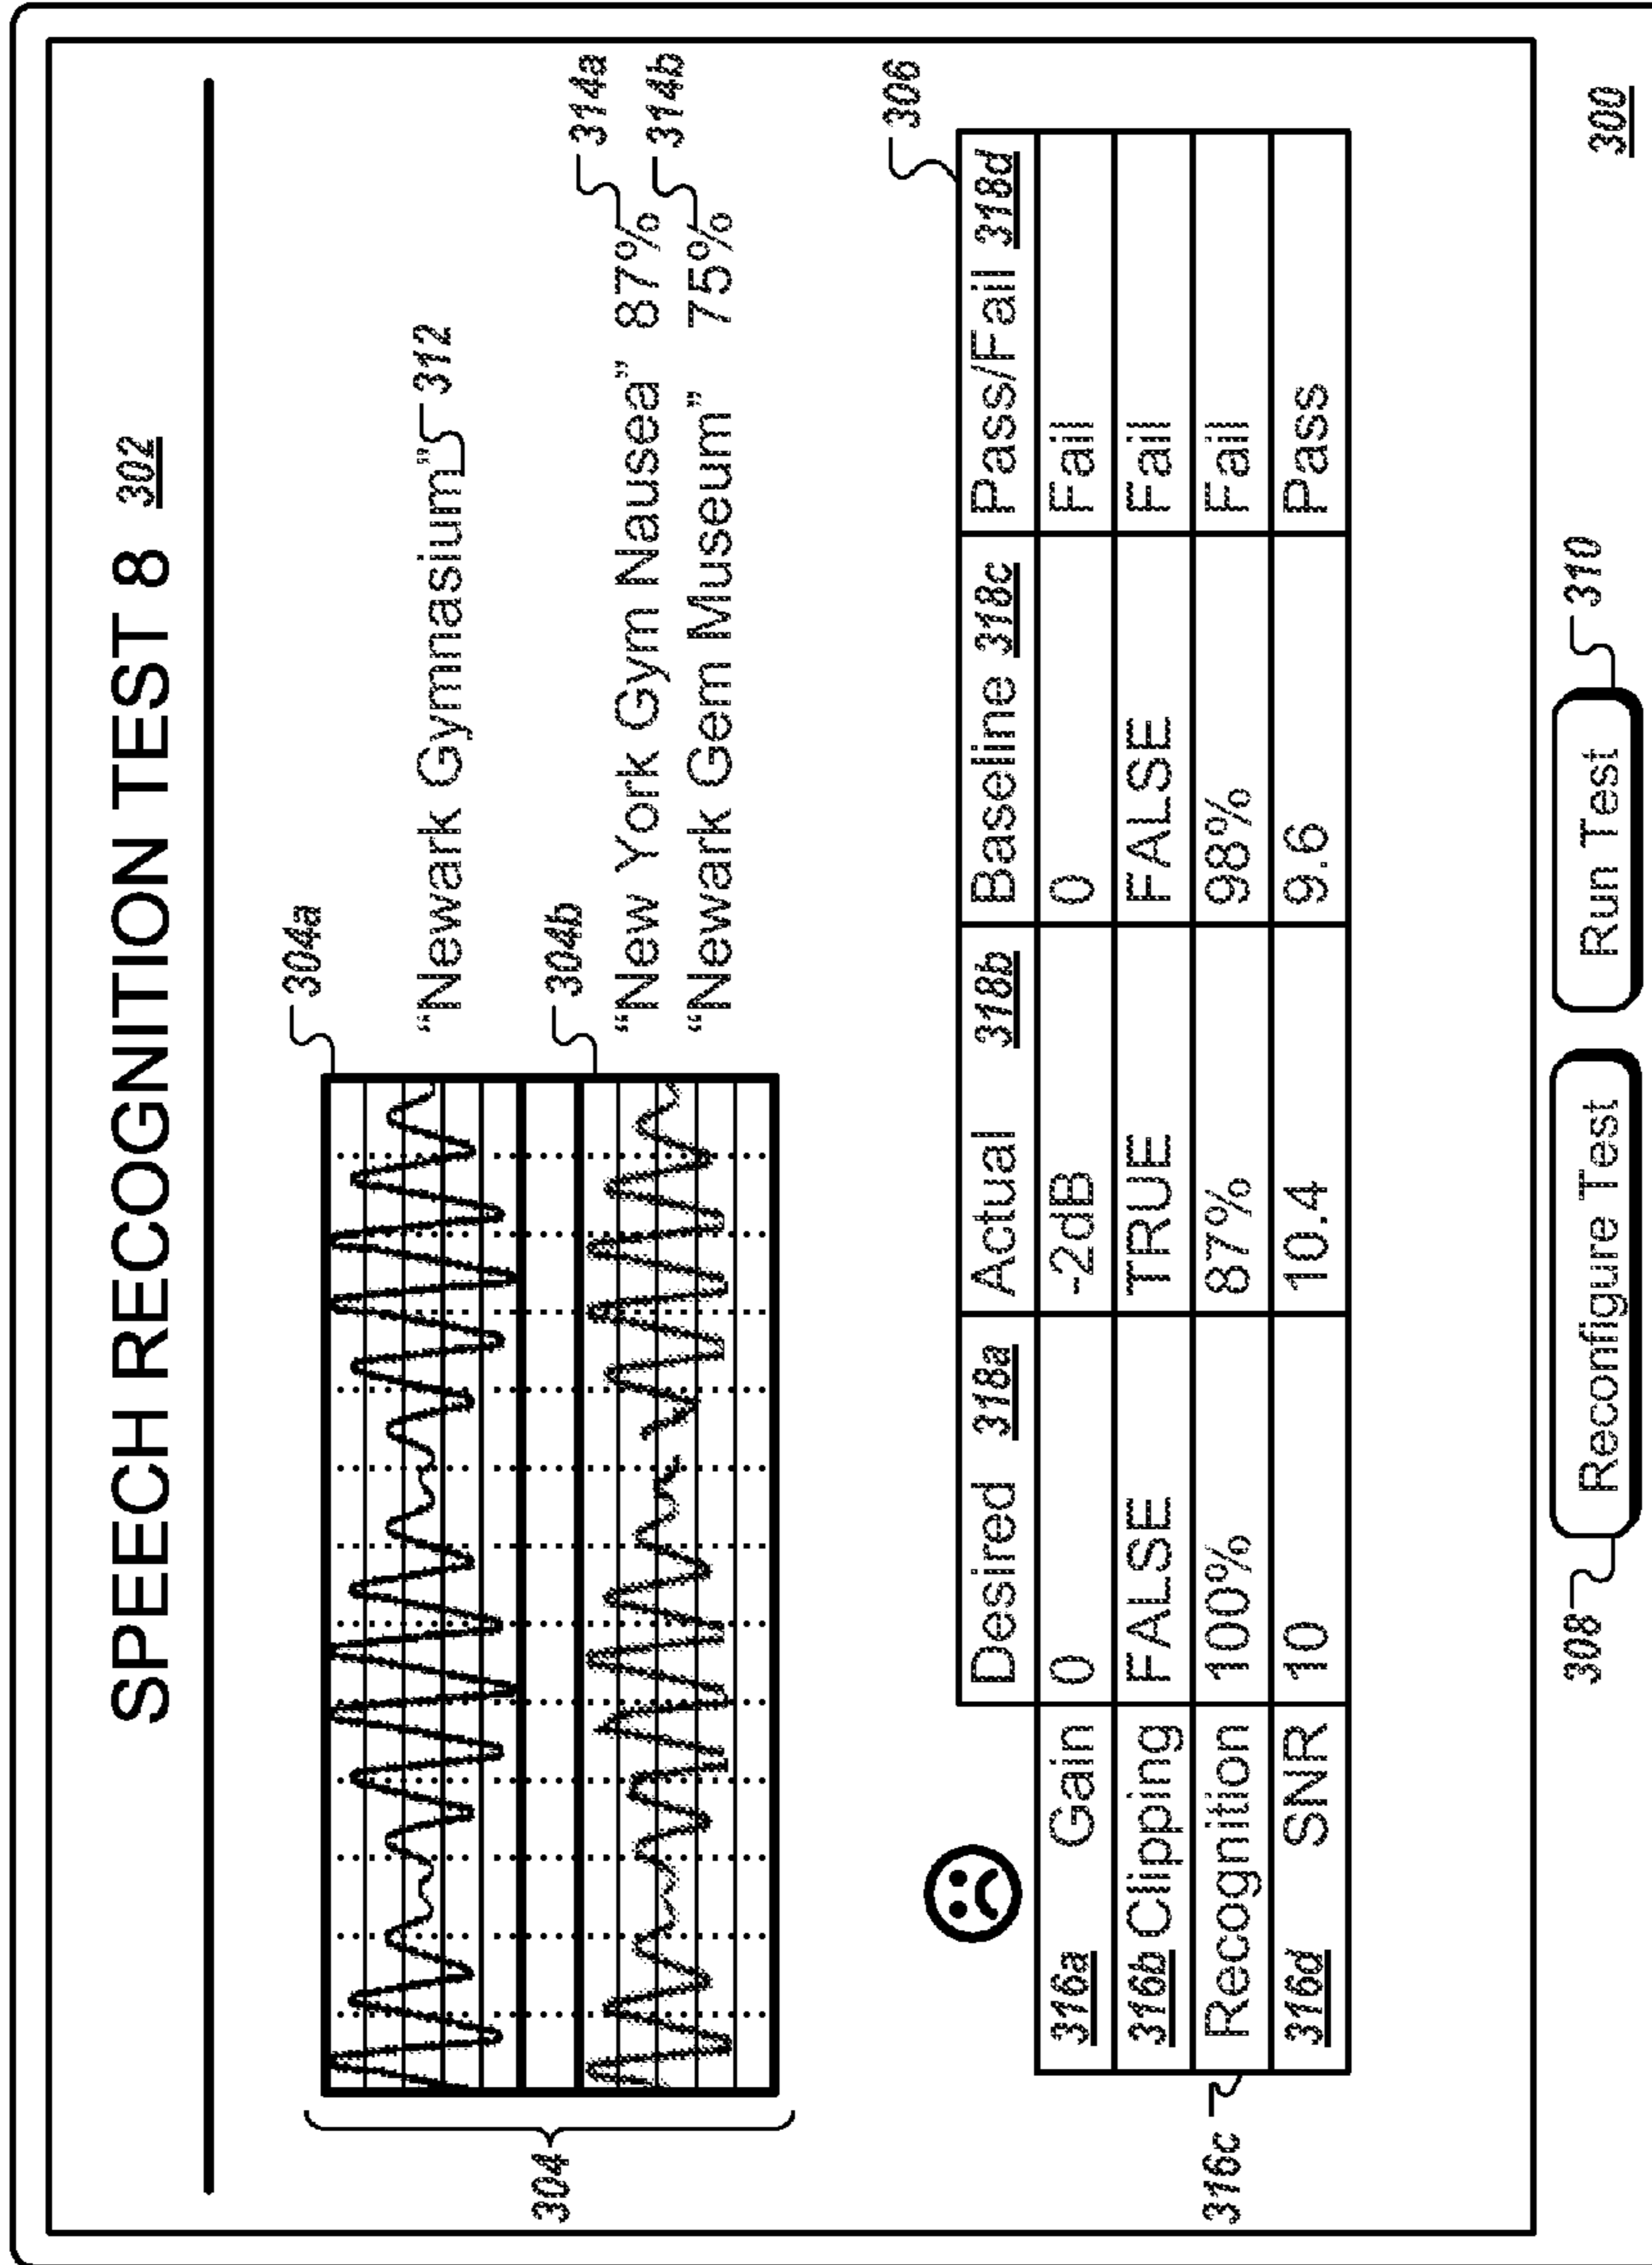 SPEECH RECOGNITION TEST 8 302
304a
"Newark Gymnasium" 312
304
304b
314a
"New York Gym Nausea" 87%
314b
"Newark Gem Museum" 75%
306
Desired 318a Actual 318b Baseline 318c Pass/Fail 318d
316a Gain 0 -2dB 0 Fail
316b Clipping FALSE TRUE FALSE Fail
316c Recognition 100% 87% 98% Fail
316d SNR 10 10.4 9.6 Pass
308 Reconfigure Test Run Test 310
300